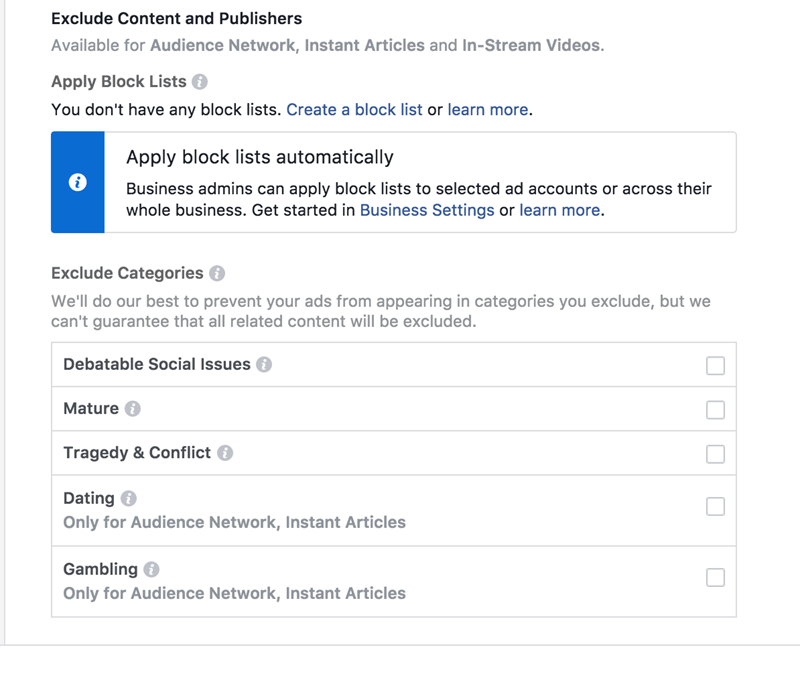 Exclude Content and Publishers
Available for Audience Network, Instant Articles and In-Stream Videos.
Apply Block Lists
You don't have any block lists. Create a block list or learn more.
Apply block lists automatically
Business admins can apply block lists to selected ad accounts or across their
whole business. Get started in Business Settings or learn more.
Exclude Categories
We'll do our best to prevent your ads from appearing in categories you exclude, but we
can't guarantee that all related content will be excluded.
Debatable Social Issues
Mature
Tragedy & Conflict
Dating
Only for Audience Network, Instant Articles
Gambling
Only for Audience Network, Instant Articles